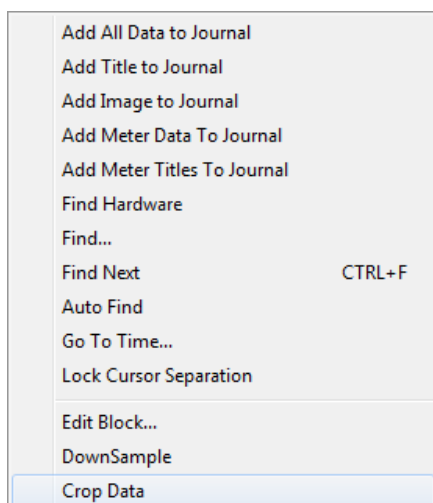 Add All Data to Journal
Add Title to Journal
Add Image to Journal
Add Meter Data To Journal
Add Meter Titles To Journal
Find Hardware
Find...
Find Next CTRL+F
Auto Find
Go To Time...
Lock Cursor Separation
Edit Block...
DownSample
Crop Data